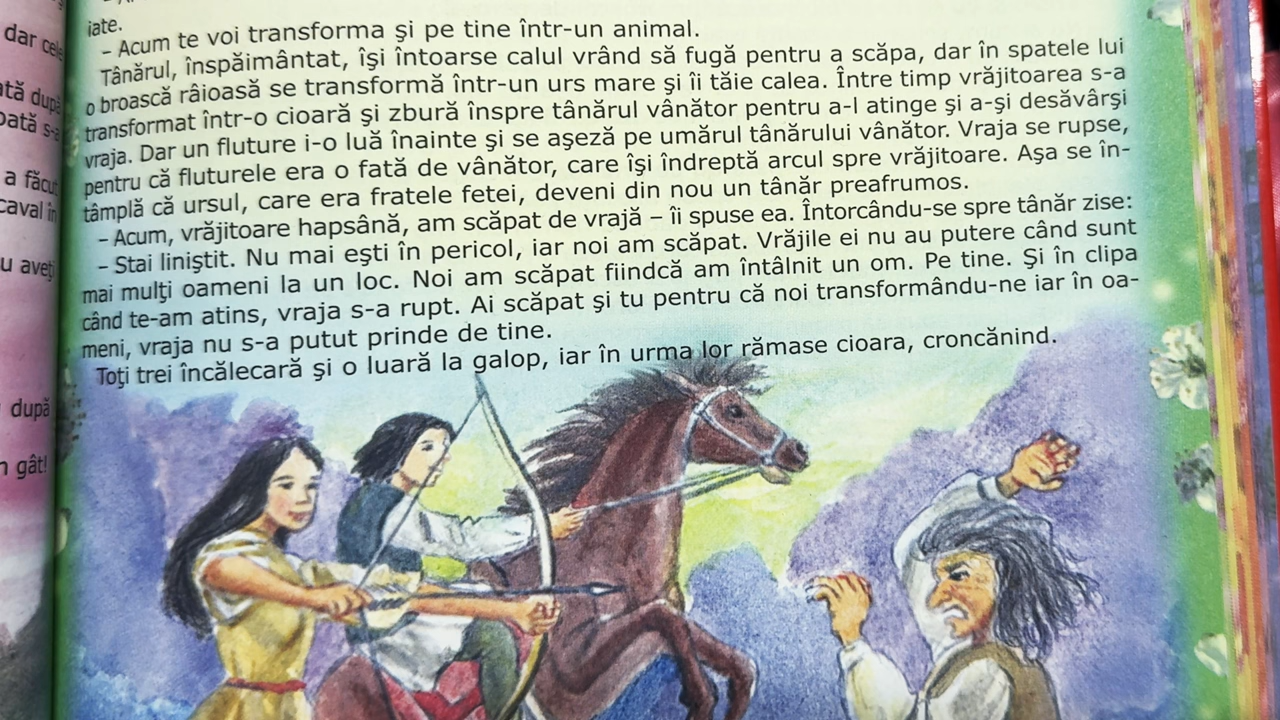 dar cele
după
a făcut
caval în
u aveți
după
n gât!
iate.
– Acum te voi transforma şi pe tine într-un animal.
Tânărul, înspăimântat, îşi întoarse calul vrând să fugă pentru a scăpa, dar în spatele lui
o broască râioasă se transformă într-un urs mare şi îi tăie calea. Între timp vrăjitoarea s-a
transformat într-o cioară şi zbură înspre tânărul vânător pentru a-l atinge şi a-şi desăvârşi
vraja. Dar un fluture i-o luă înainte şi se aşeză pe umărul tânărului vânător. Vraja se rupse,
pentru că fluturele era o fată de vânător, care îşi îndreptă arcul spre vrăjitoare. Aşa se în-
tâmplă că ursul, care era fratele fetei, deveni din nou un tânăr preafrumos.
– Acum, vrăjitoare hapsână, am scăpat de vrajă – îi spuse ea. Întorcându-se spre tânăr zise:
– Stai liniştit. Nu mai eşti în pericol, iar noi am scăpat. Vrăjile ei nu au putere când sunt
mai mulţi oameni la un loc. Noi am scăpat fiindcă am întâlnit un om. Pe tine. Şi în clipa
când te-am atins, vraja s-a rupt. Ai scăpat şi tu pentru că noi transformându-ne iar în oa-
meni, vraja nu s-a putut prinde de tine.
Toţi trei încălecară şi o luară la galop, iar în urma lor rămase cioara, croncănind.